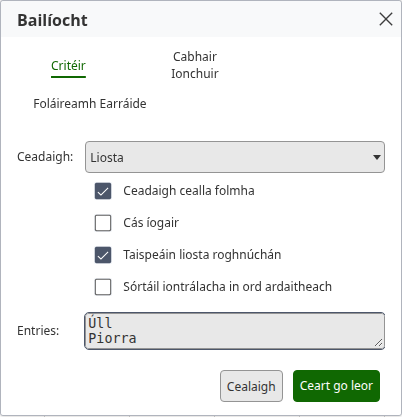 Bailíocht
Critéir
Cabhair
Ionchuir
Foláireamh Earráide
Ceadaigh:
Liosta
Ceadaigh cealla folmha
Cás íogair
Taispeáin liosta roghnúchán
Sórtáil iontrálacha in ord ardaitheach
Entries:
Úll
Piorra
Cealaigh
Ceart go leor